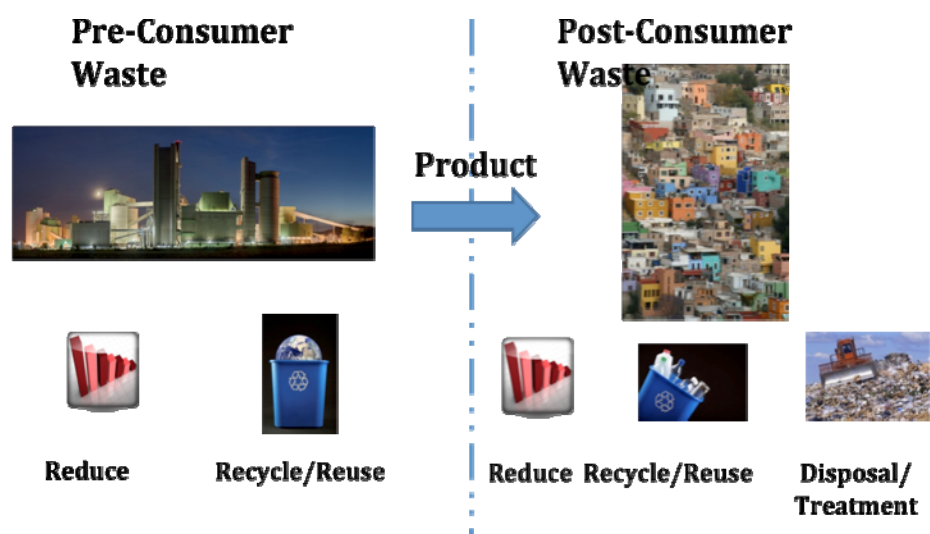 Pre-Consumer
Waste
Post-Consumer
Waste
Product
Reduce
Recycle/Reuse
Reduce
Recycle/Reuse
Disposal/
Treatment